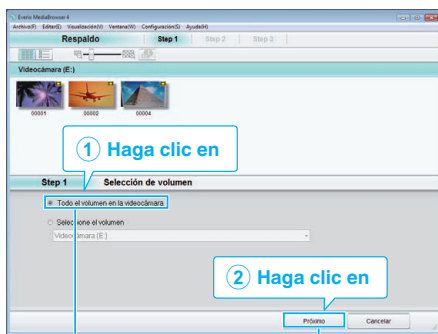 Everio MediaBrowser 4
Archivo(F) Editar(E) Visualización(V) Ventana(W) Configuración(S) Ayuda(H)
Respaldo Step 1 Step 2 Step 3
Videocámara (E:)
00001 00002 00004
1 Haga clic en
Step 1 Selección de volumen
Todo el volumen en la videocámara
Seleccione el volumen
Videocámara (E:)
2 Haga clic en
Próximo Cancelar